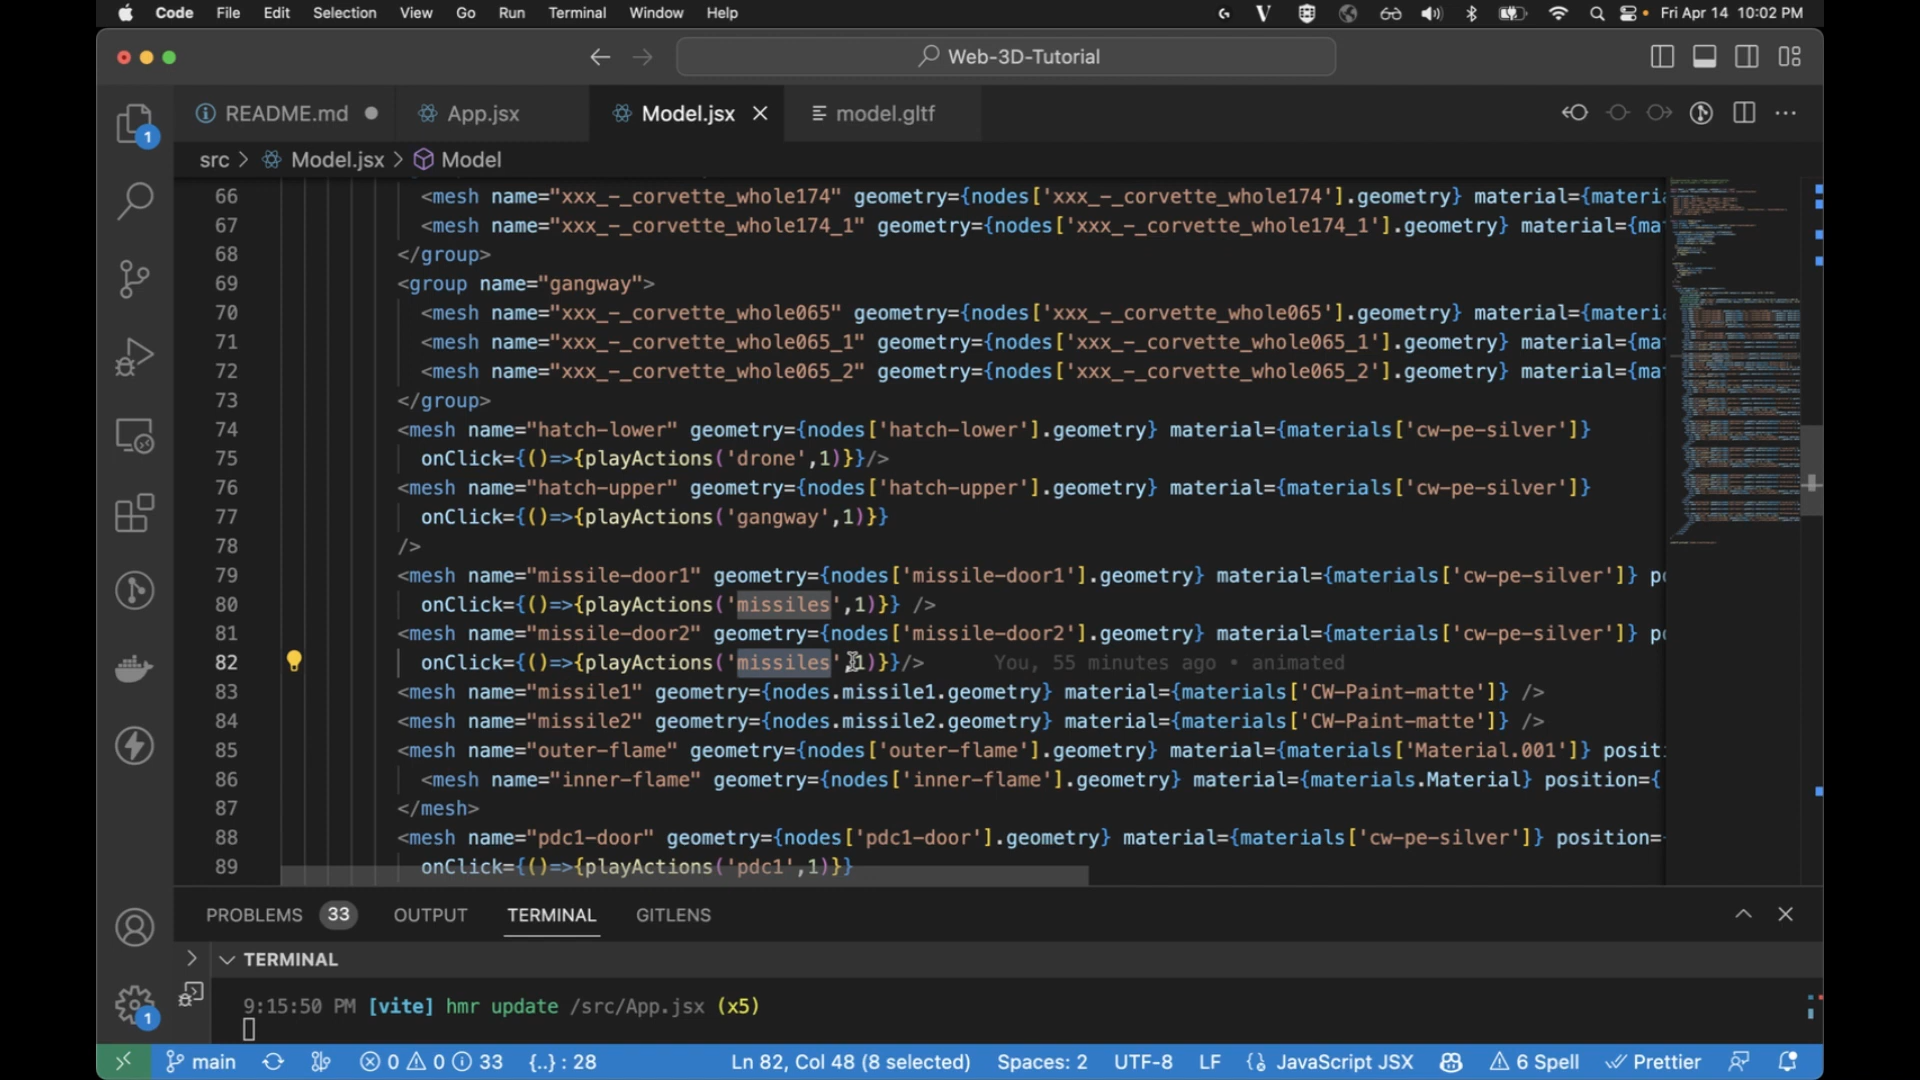 Code File Edit Selection View Go Run Terminal Window Help V Fri Apr 14 10:02 PM
Web-3D-Tutorial
README.md App.jsx Model.jsx model.gltf
src > Model.jsx > Model
66 <mesh name="xxx_-_corvette_whole174" geometry={nodes['xxx_-_corvette_whole174'].geometry} material={materia
67 <mesh name="xxx_-_corvette_whole174_1" geometry={nodes['xxx_-_corvette_whole174_1'].geometry} material={ma
68 </group>
69 <group name="gangway">
70 <mesh name="xxx_-_corvette_whole065" geometry={nodes['xxx_-_corvette_whole065'].geometry} material={materia
71 <mesh name="xxx_-_corvette_whole065_1" geometry={nodes['xxx_-_corvette_whole065_1'].geometry} material={ma
72 <mesh name="xxx_-_corvette_whole065_2" geometry={nodes['xxx_-_corvette_whole065_2'].geometry} material={ma
73 </group>
74 <mesh name="hatch-lower" geometry={nodes['hatch-lower'].geometry} material={materials['cw-pe-silver']}
75 onClick={()=>{playActions('drone',1)}}/>
76 <mesh name="hatch-upper" geometry={nodes['hatch-upper'].geometry} material={materials['cw-pe-silver']}
77 onClick={()=>{playActions('gangway',1)}}
78 />
79 <mesh name="missile-door1" geometry={nodes['missile-door1'].geometry} material={materials['cw-pe-silver']} po
80 onClick={()=>{playActions('missiles',1)}} />
81 <mesh name="missile-door2" geometry={nodes['missile-door2'].geometry} material={materials['cw-pe-silver']} po
82 onClick={()=>{playActions('missiles',1)}}/> You, 55 minutes ago • animated
83 <mesh name="missile1" geometry={nodes.missile1.geometry} material={materials['CW-Paint-matte']} />
84 <mesh name="missile2" geometry={nodes.missile2.geometry} material={materials['CW-Paint-matte']} />
85 <mesh name="outer-flame" geometry={nodes['outer-flame'].geometry} material={materials['Material.001']} positi
86 <mesh name="inner-flame" geometry={nodes['inner-flame'].geometry} material={materials.Material} position={
87 </mesh>
88 <mesh name="pdc1-door" geometry={nodes['pdc1-door'].geometry} material={materials['cw-pe-silver']} position=
89 onClick={()=>{playActions('pdc1',1)}}
PROBLEMS 33 OUTPUT TERMINAL GITLENS
TERMINAL
9:15:50 PM [vite] hmr update /src/App.jsx (x5)
main 0 0 33 {..} : 28 Ln 82, Col 48 (8 selected) Spaces: 2 UTF-8 LF JavaScript JSX 6 Spell Prettier